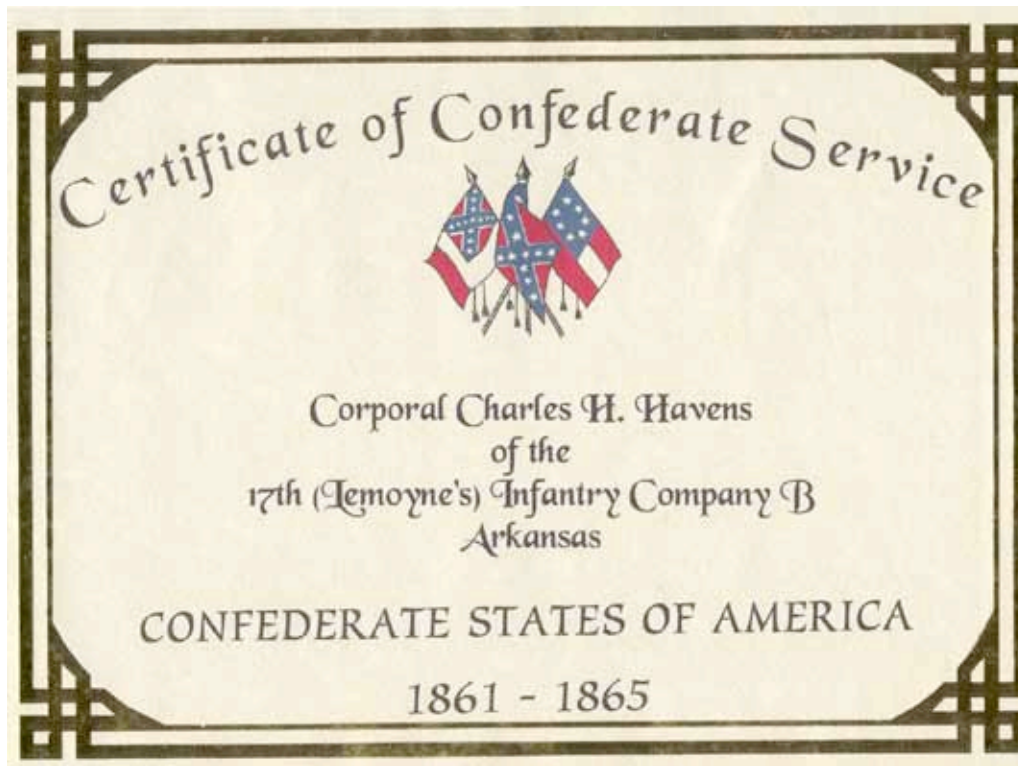 Certificate of Confederate Service
Corporal Charles H. Havens
of the
17th (Lemoyne's) Infantry Company B
Arkansas
CONFEDERATE STATES OF AMERICA
1861 - 1865